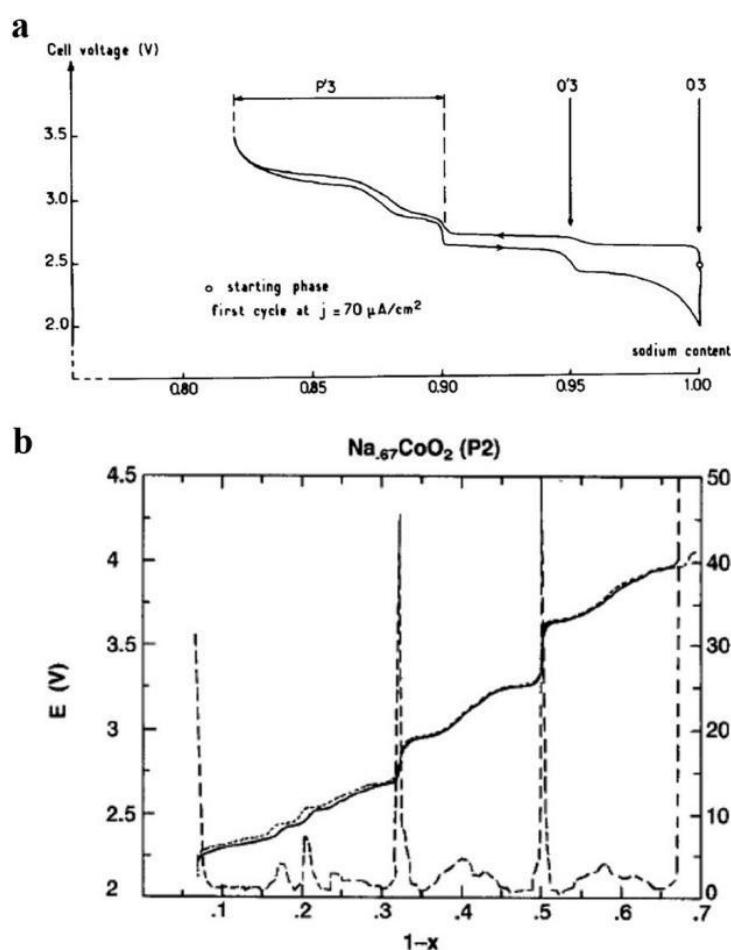 a
Cell voltage (V)
P'3
O'3
O3
3.5
3.0
2.5
2.0
o starting phase
first cycle at j = 70 μA/cm²
sodium content
0.80
0.85
0.90
0.95
1.00
b
Na.67CoO2 (P2)
4.5
4
3.5
3
2.5
2
E (V)
50
40
30
20
10
0
.1
.2
.3
.4
.5
.6
.7
1-x